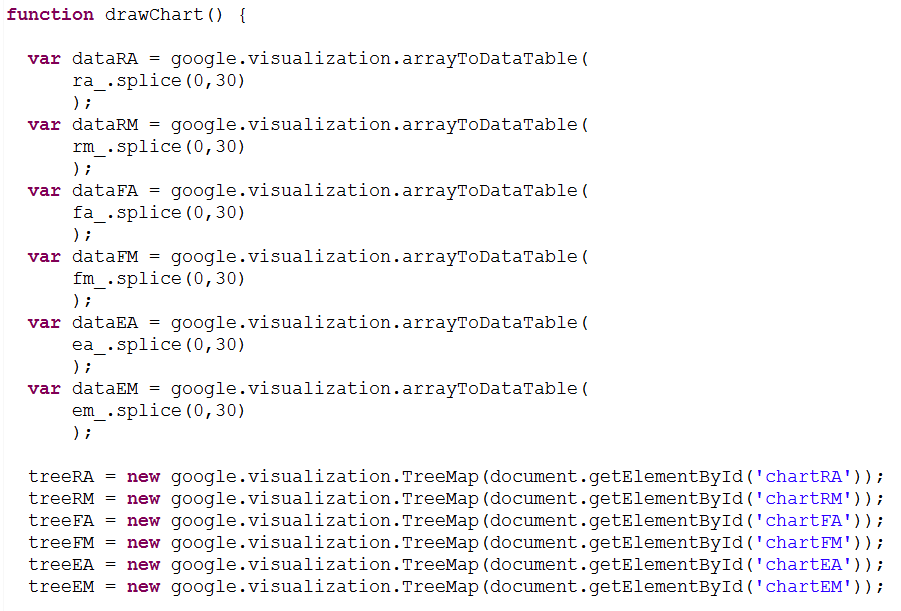 function drawChart() {
var dataRA = google.visualization.arrayToDataTable(
ra_.splice(0,30)
);
var dataRM = google.visualization.arrayToDataTable(
rm_.splice(0,30)
);
var dataFA = google.visualization.arrayToDataTable(
fa_.splice(0,30)
);
var dataFM = google.visualization.arrayToDataTable(
fm_.splice(0,30)
);
var dataEA = google.visualization.arrayToDataTable(
ea_.splice(0,30)
);
var dataEM = google.visualization.arrayToDataTable(
em_.splice(0,30)
);
treeRA = new google.visualization.TreeMap(document.getElementById('chartRA'));
treeRM = new google.visualization.TreeMap(document.getElementById('chartRM'));
treeFA = new google.visualization.TreeMap(document.getElementById('chartFA'));
treeFM = new google.visualization.TreeMap(document.getElementById('chartFM'));
treeEA = new google.visualization.TreeMap(document.getElementById('chartEA'));
treeEM = new google.visualization.TreeMap(document.getElementById('chartEM'));